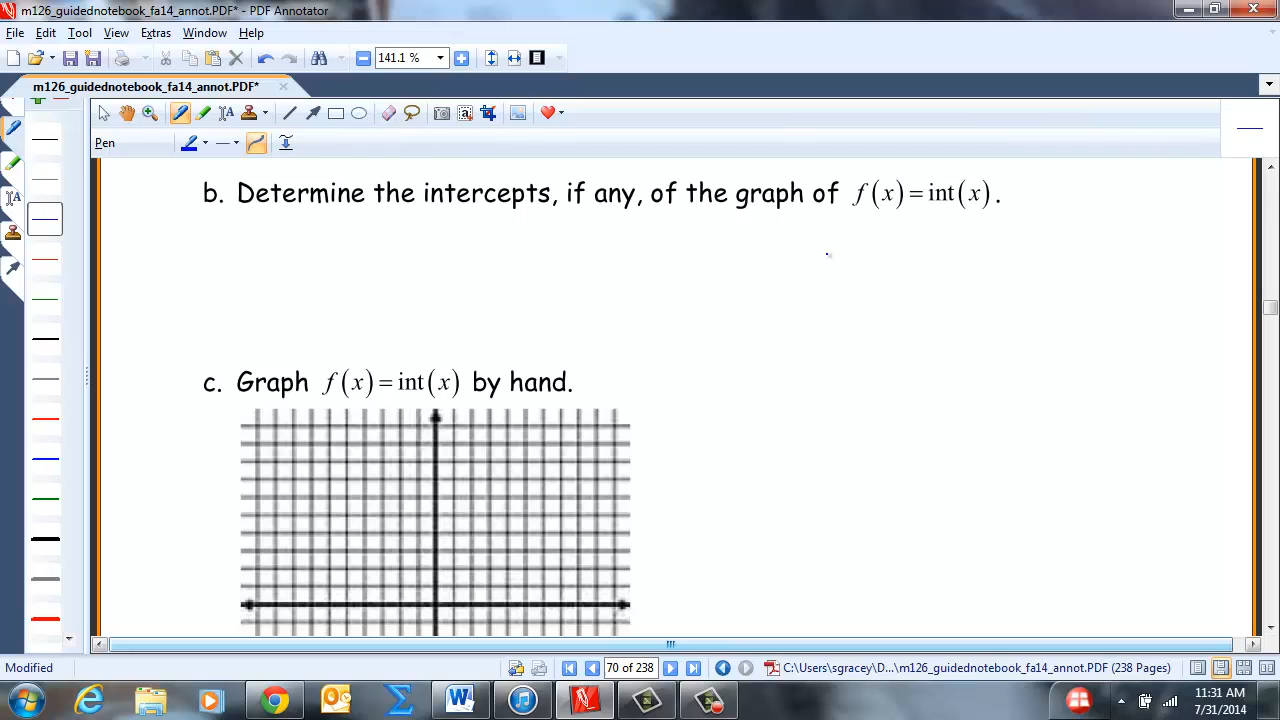 m126_guidednotebook_fa14_annot.PDF* - PDF Annotator
File Edit Tool View Extras Window Help
141.1 %
m126_guidednotebook_fa14_annot.PDF*
Pen
b. Determine the intercepts, if any, of the graph of f(x)=int(x).
c. Graph f(x)=int(x) by hand.
Modified
70 of 238
C:\Users\sgracey\D...\m126_guidednotebook_fa14_annot.PDF (238 Pages)
11:31 AM
7/31/2014